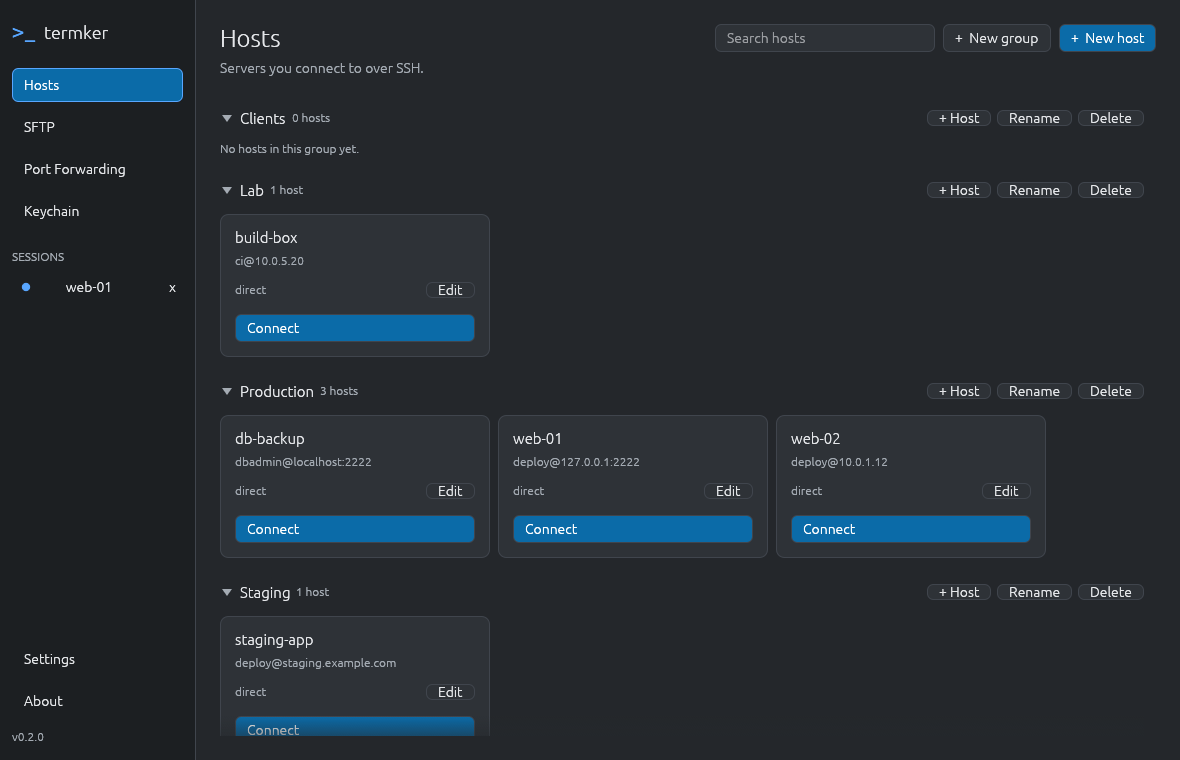 >_ termker
Hosts
SFTP
Port Forwarding
Keychain
SESSIONS
web-01 x
Settings
About
v0.2.0
Hosts
Search hosts
+ New group
+ New host
Servers you connect to over SSH.
Clients 0 hosts
+ Host Rename Delete
No hosts in this group yet.
Lab 1 host
+ Host Rename Delete
build-box
ci@10.0.5.20
direct Edit
Connect
Production 3 hosts
+ Host Rename Delete
db-backup
dbadmin@localhost:2222
direct Edit
Connect
web-01
deploy@127.0.0.1:2222
direct Edit
Connect
web-02
deploy@10.0.1.12
direct Edit
Connect
Staging 1 host
+ Host Rename Delete
staging-app
deploy@staging.example.com
direct Edit
Connect